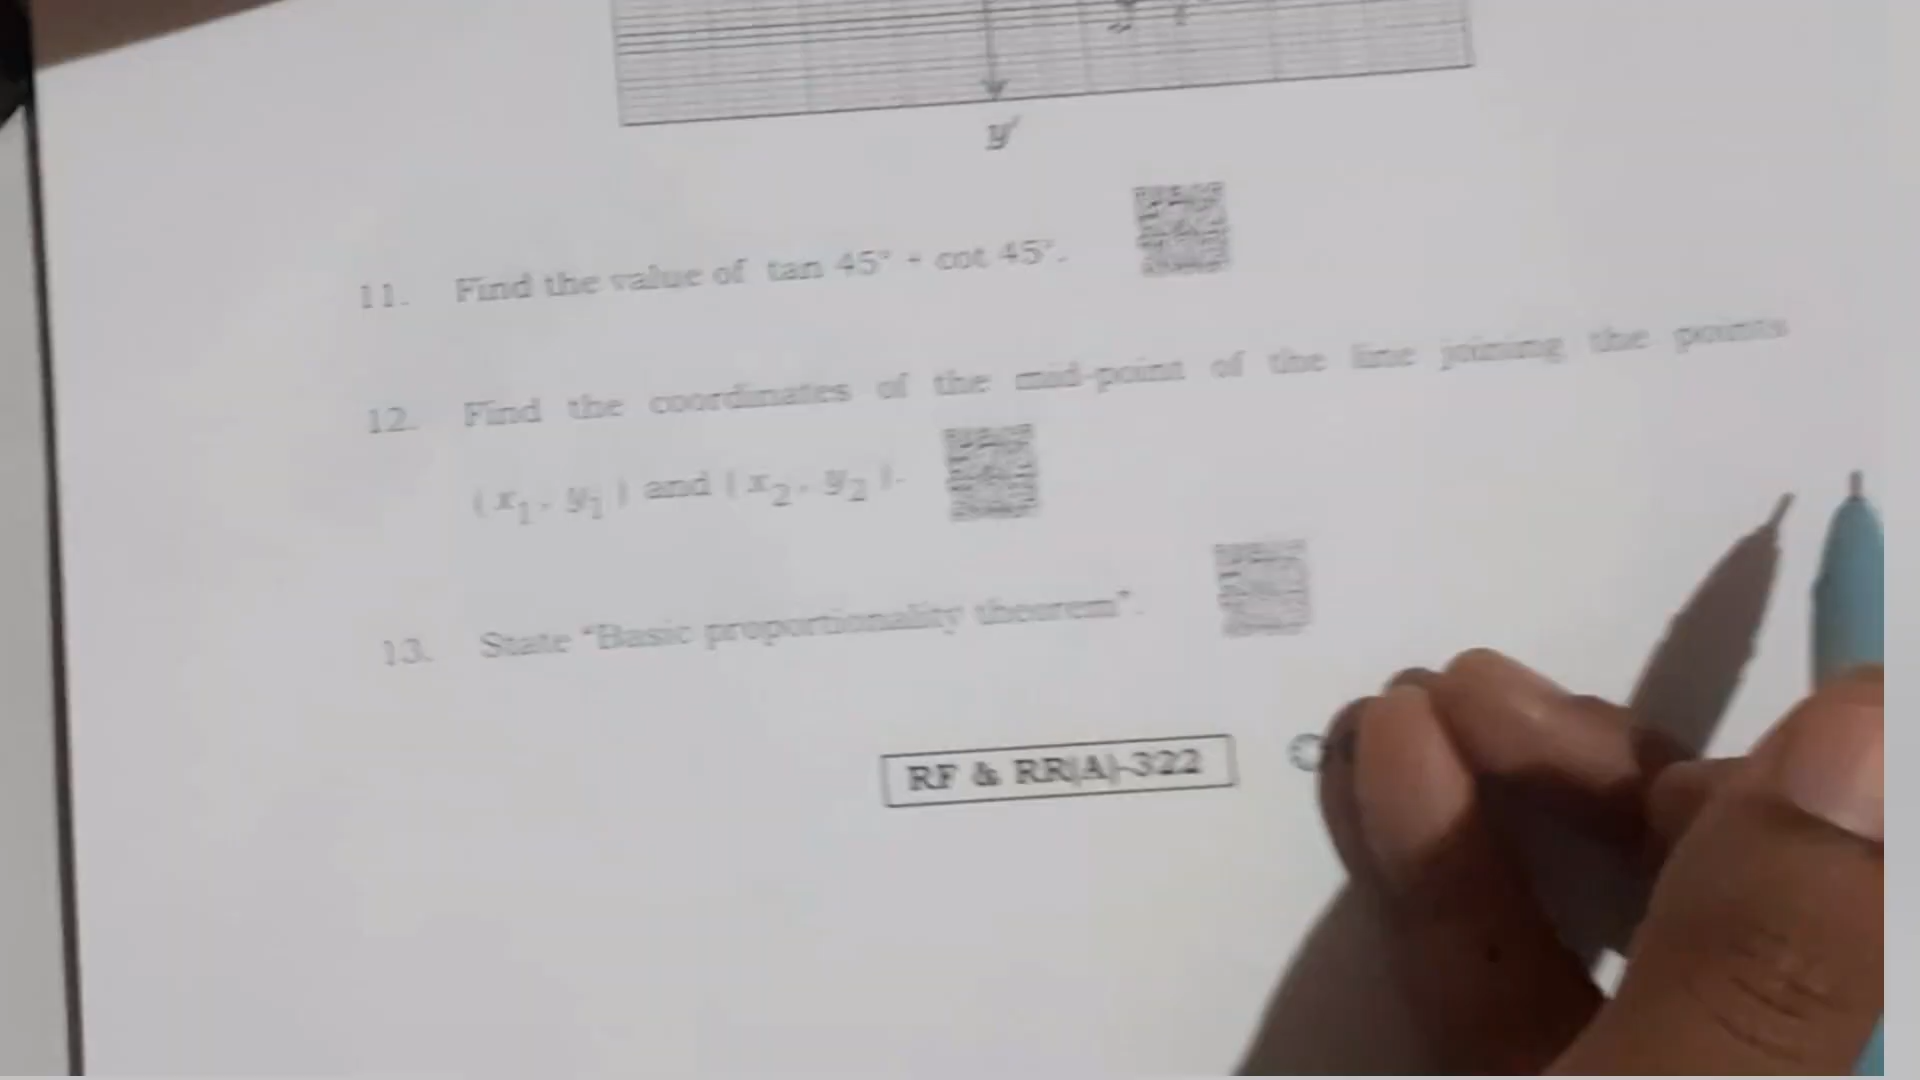 y′
11. Find the value of tan 45° + cot 45°.
12. Find the coordinates of the mid-point of the line joining the points
( x₁, y₁ ) and ( x₂, y₂ ).
13. State “Basic proportionality theorem”.
RF & RR(A)-322